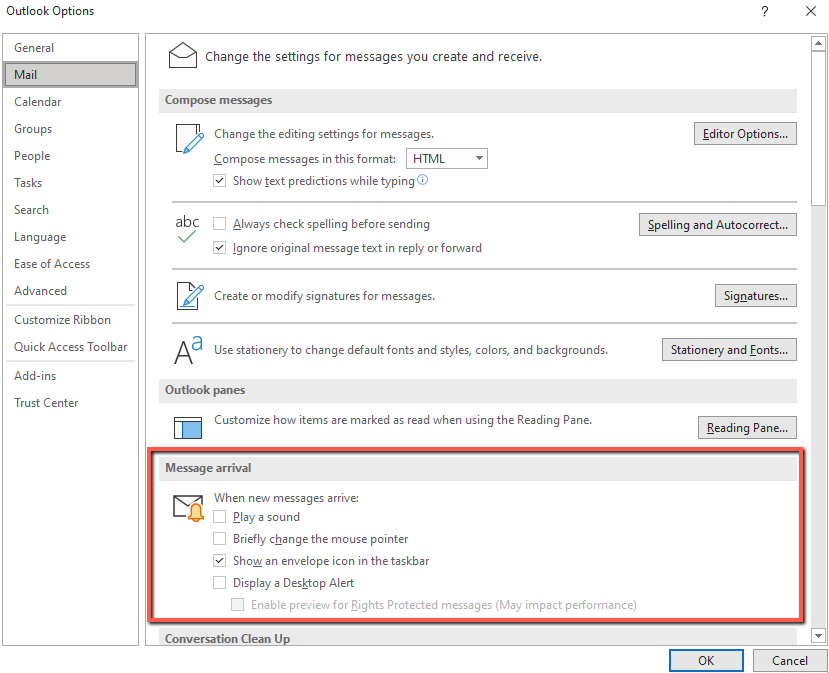 Outlook Options
?
General
Mail
Calendar
Groups
People
Tasks
Search
Language
Ease of Access
Advanced
Customize Ribbon
Quick Access Toolbar
Add-ins
Trust Center
Change the settings for messages you create and receive.
Compose messages
Change the editing settings for messages.
Editor Options...
Compose messages in this format: HTML
Show text predictions while typing
abc
Always check spelling before sending
Spelling and Autocorrect...
Ignore original message text in reply or forward
Create or modify signatures for messages.
Signatures...
Aa
Use stationery to change default fonts and styles, colors, and backgrounds.
Stationery and Fonts...
Outlook panes
Customize how items are marked as read when using the Reading Pane.
Reading Pane...
Message arrival
When new messages arrive:
Play a sound
Briefly change the mouse pointer
Show an envelope icon in the taskbar
Display a Desktop Alert
Enable preview for Rights Protected messages (May impact performance)
Conversation Clean Up
OK
Cancel